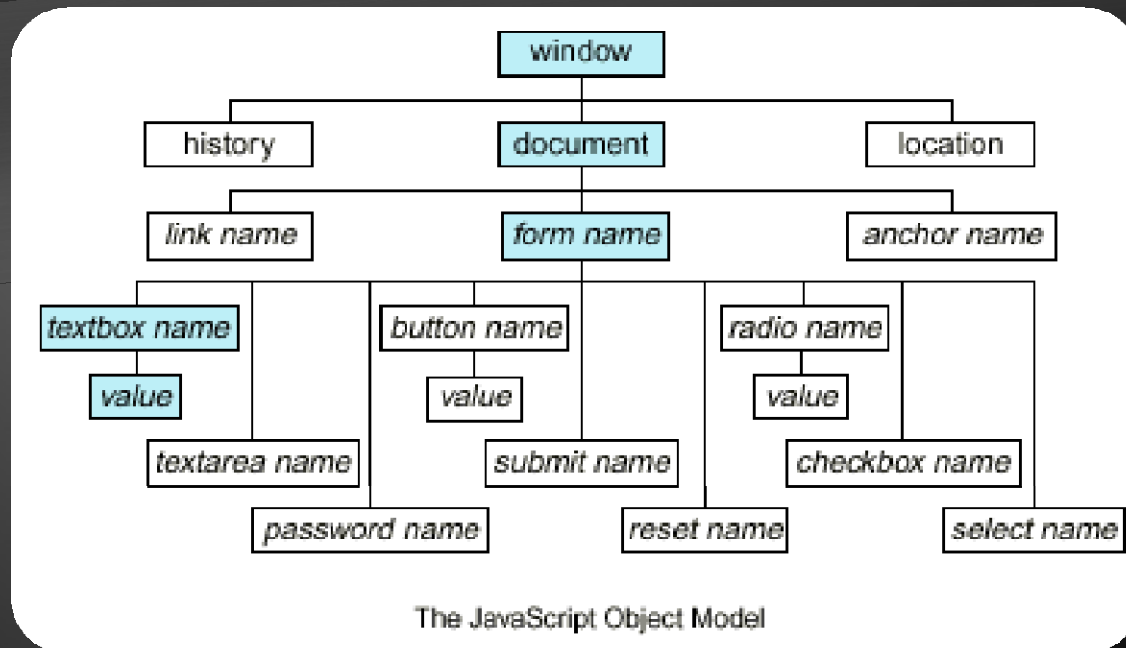 window
history
document
location
link name
form name
anchor name
textbox name
button name
radio name
value
value
value
textarea name
submit name
checkbox name
password name
reset name
select name
The JavaScript Object Model